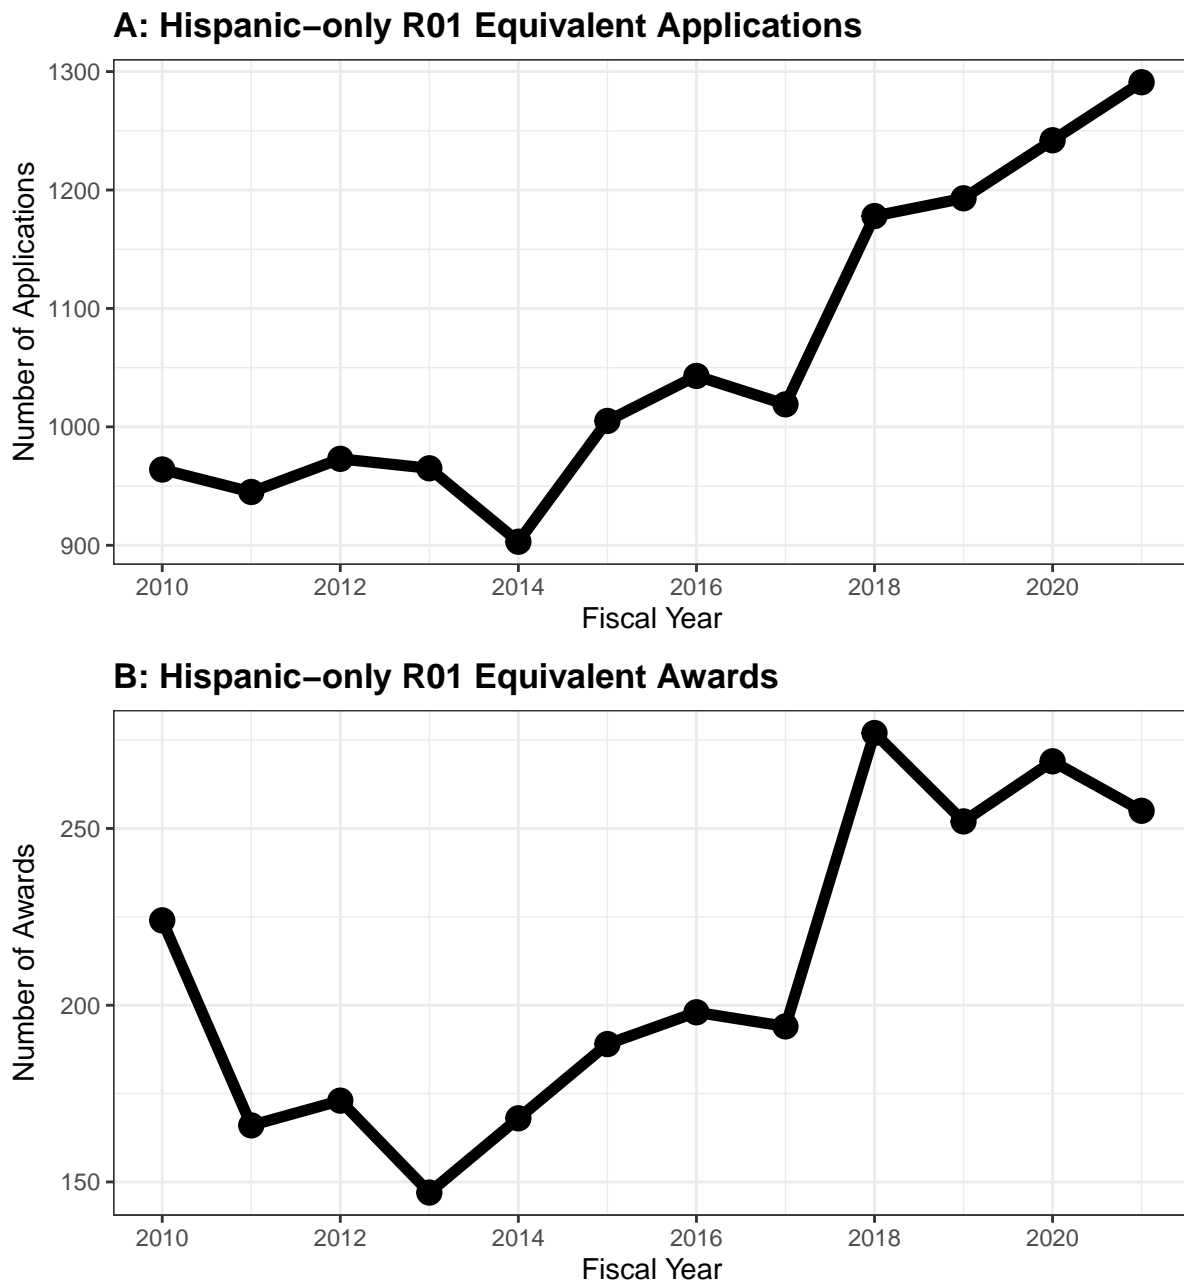 A: Hispanic–only R01 Equivalent Applications
Number of Applications
1300
1200
1100
1000
900
2010 2012 2014 2016 2018 2020
Fiscal Year
B: Hispanic–only R01 Equivalent Awards
Number of Awards
250
200
150
2010 2012 2014 2016 2018 2020
Fiscal Year